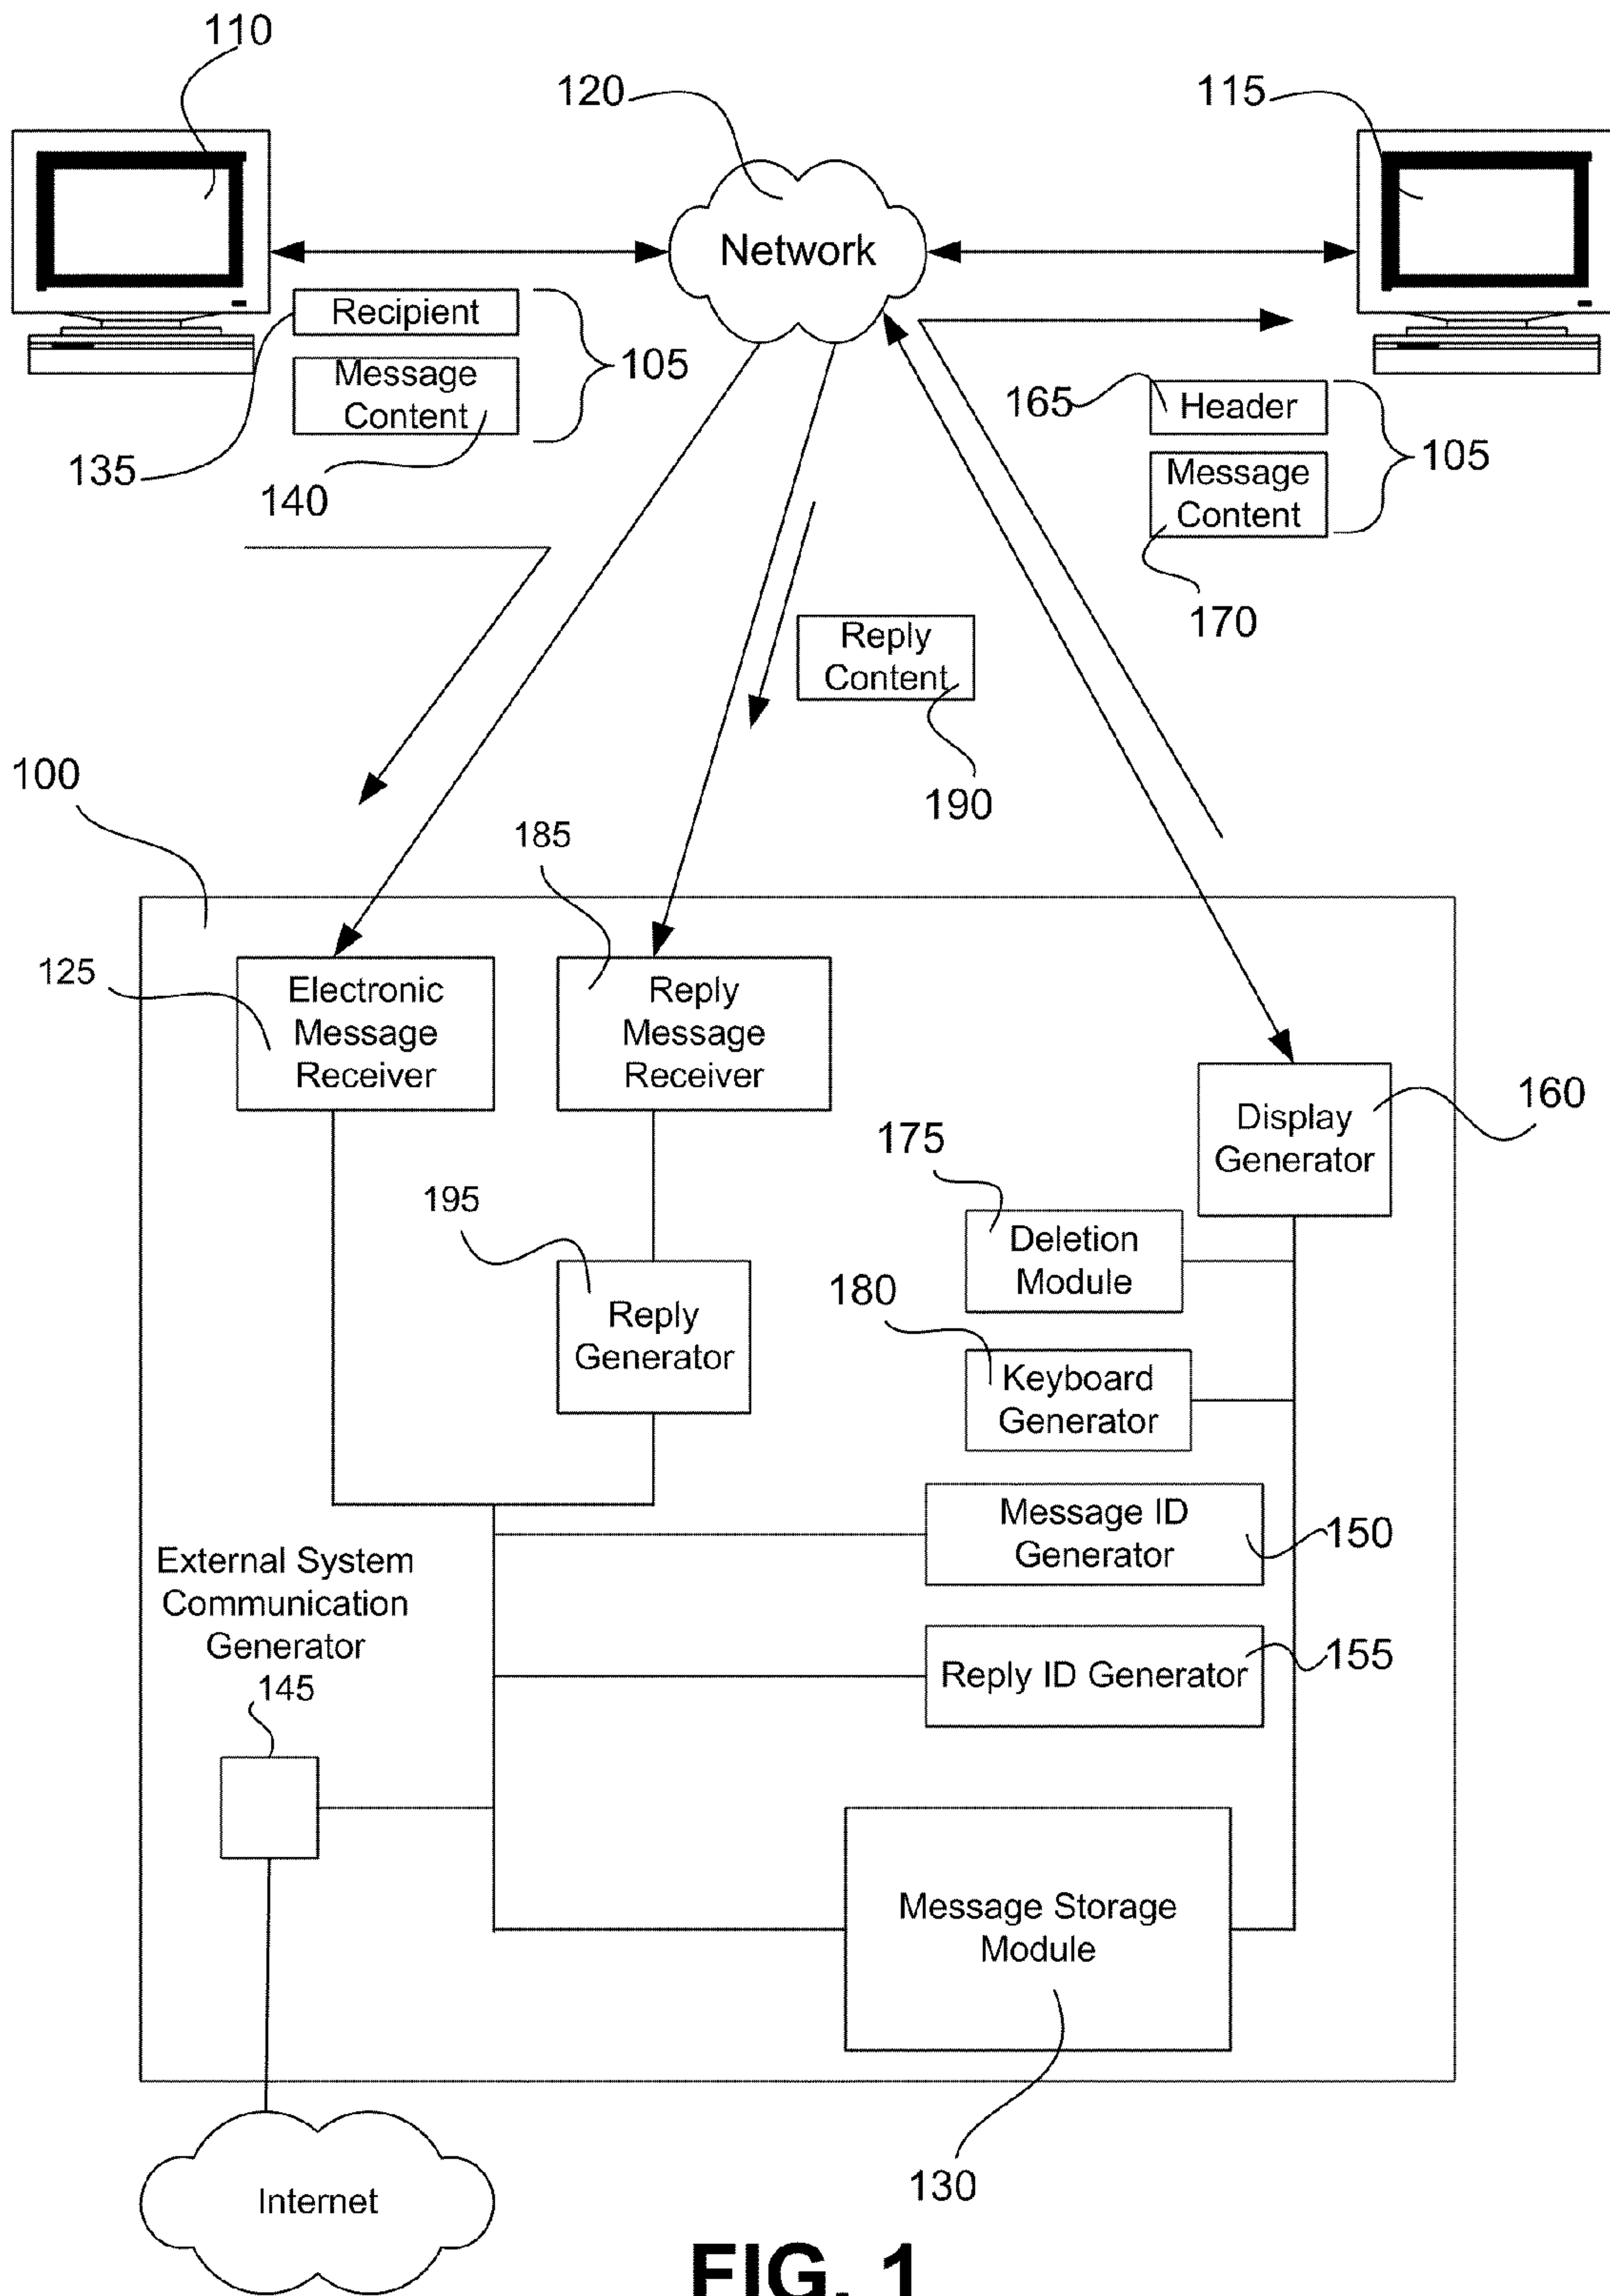 110
120
115
Network
Recipient
105
Message
Content
135
140
165
Header
105
Message
Content
170
Reply
Content
190
100
185
125
Electronic
Message
Receiver
Reply
Message
Receiver
160
Display
Generator
175
Deletion
Module
195
Reply
Generator
180
Keyboard
Generator
Message ID
Generator
150
External System
Communication
Generator
145
Reply ID Generator
155
Message Storage
Module
130
Internet
FIG. 1